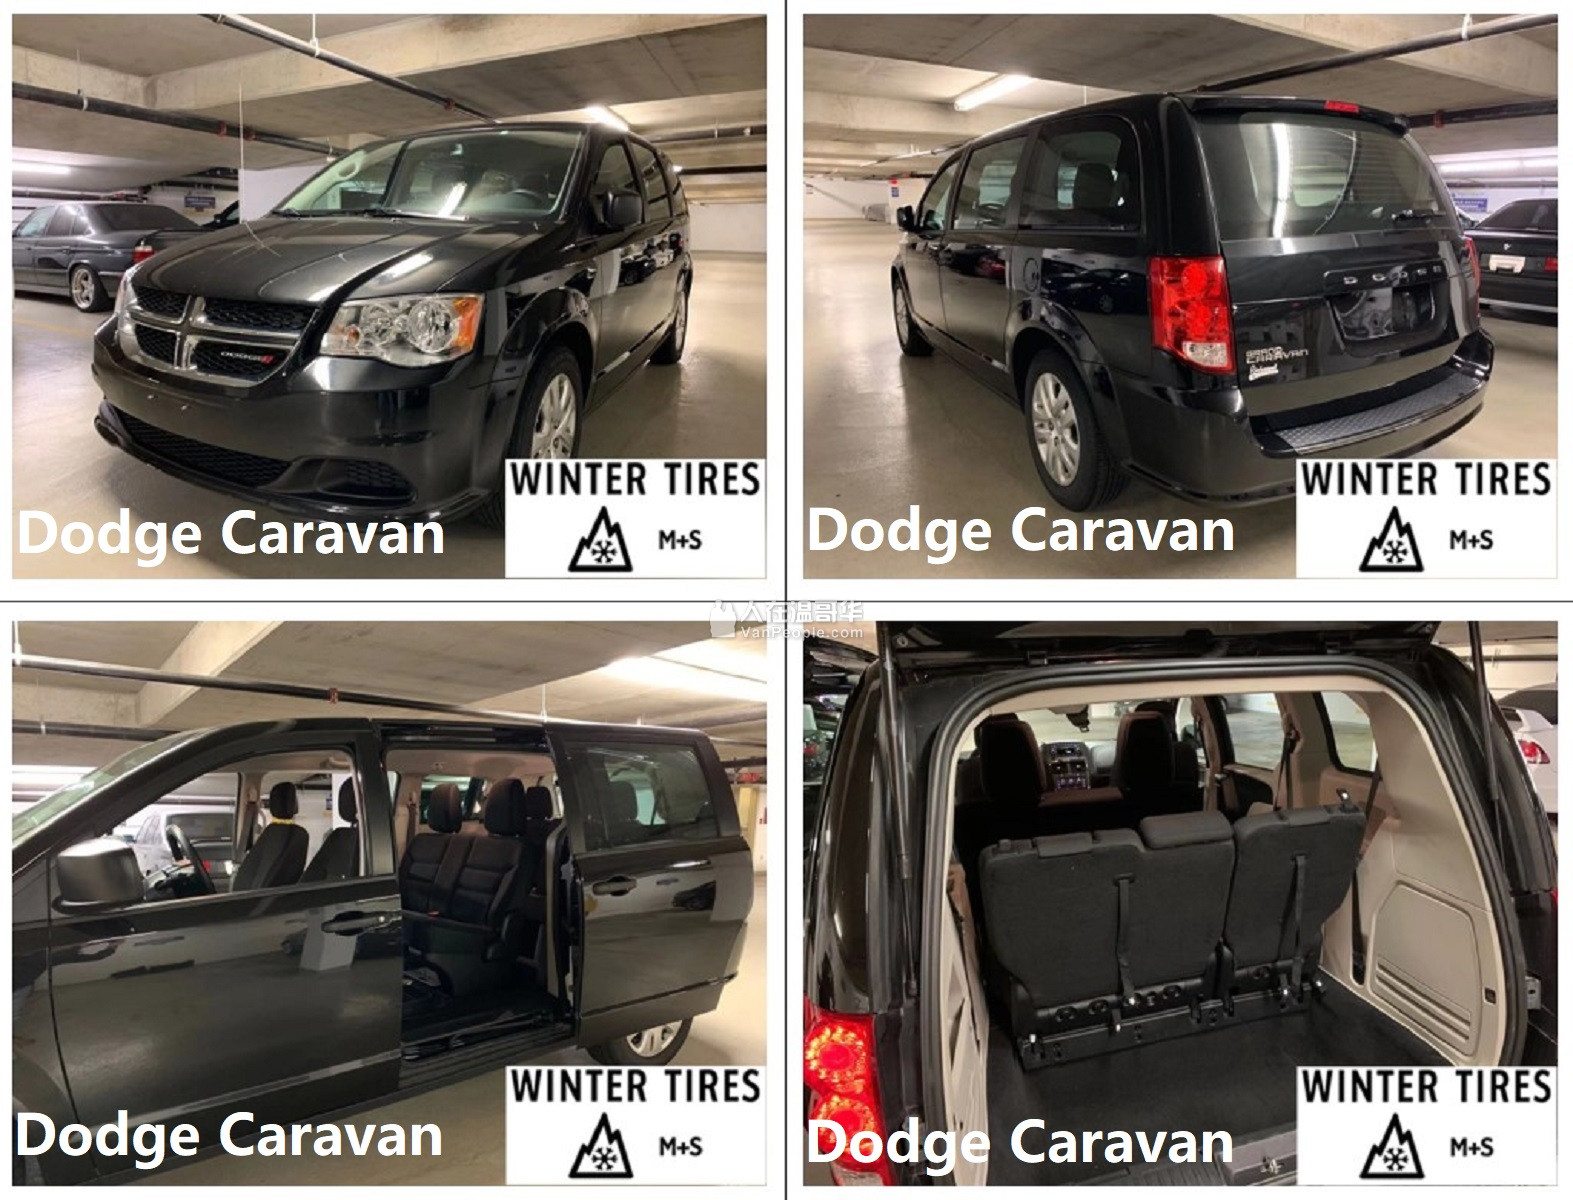 DODGE
WINTER TIRES
M+S
Dodge Caravan
DODGE
GRAND
CARAVAN
WINTER TIRES
M+S
Dodge Caravan
人在温哥华
VanPeople.com
WINTER TIRES
M+S
Dodge Caravan
WINTER TIRES
M+S
Dodge Caravan